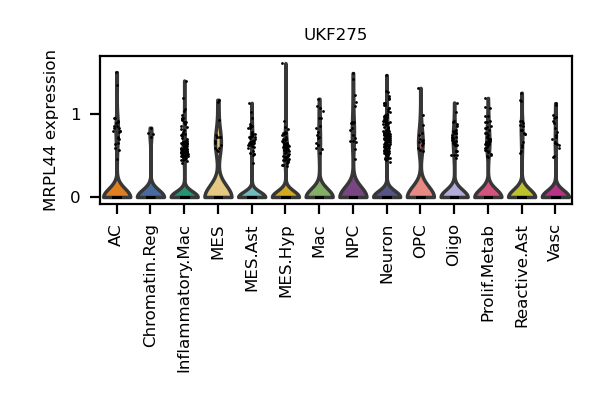 UKF275
MRPL44 expression
1
0
AC
Chromatin.Reg
Inflammatory.Mac
MES
MES.Ast
MES.Hyp
Mac
NPC
Neuron
OPC
Oligo
Prolif.Metab
Reactive.Ast
Vasc